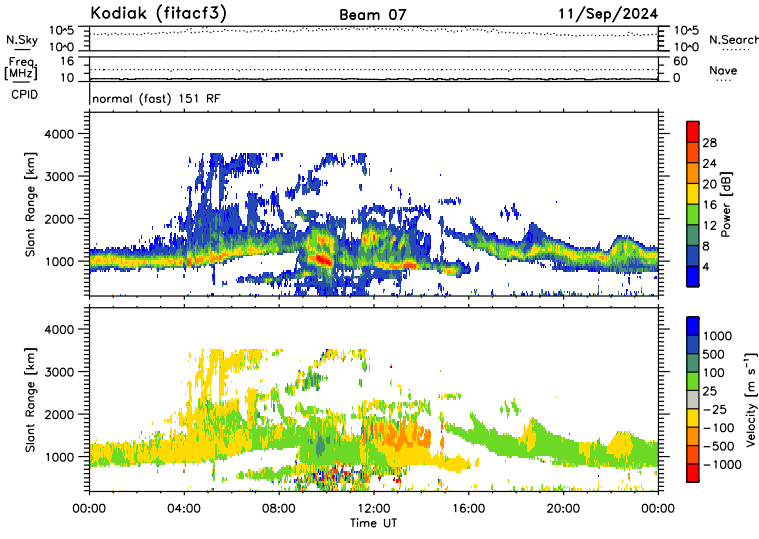 Kodiak (fitacf3) Beam 07 11/Sep/2024
N.Sky 10^5 10^0 10^5 10^0 N.Search
Freq. [MHz] 16 10 60 0 Nave
CPID normal (fast) 151 RF
Slant Range [km] 4000 3000 2000 1000
28 24 20 16 12 8 4 Power [dB]
Slant Range [km] 4000 3000 2000 1000
1000 500 100 25 −25 −100 −500 −1000 Velocity [m s⁻¹]
00:00 04:00 08:00 12:00 16:00 20:00 00:00
Time UT